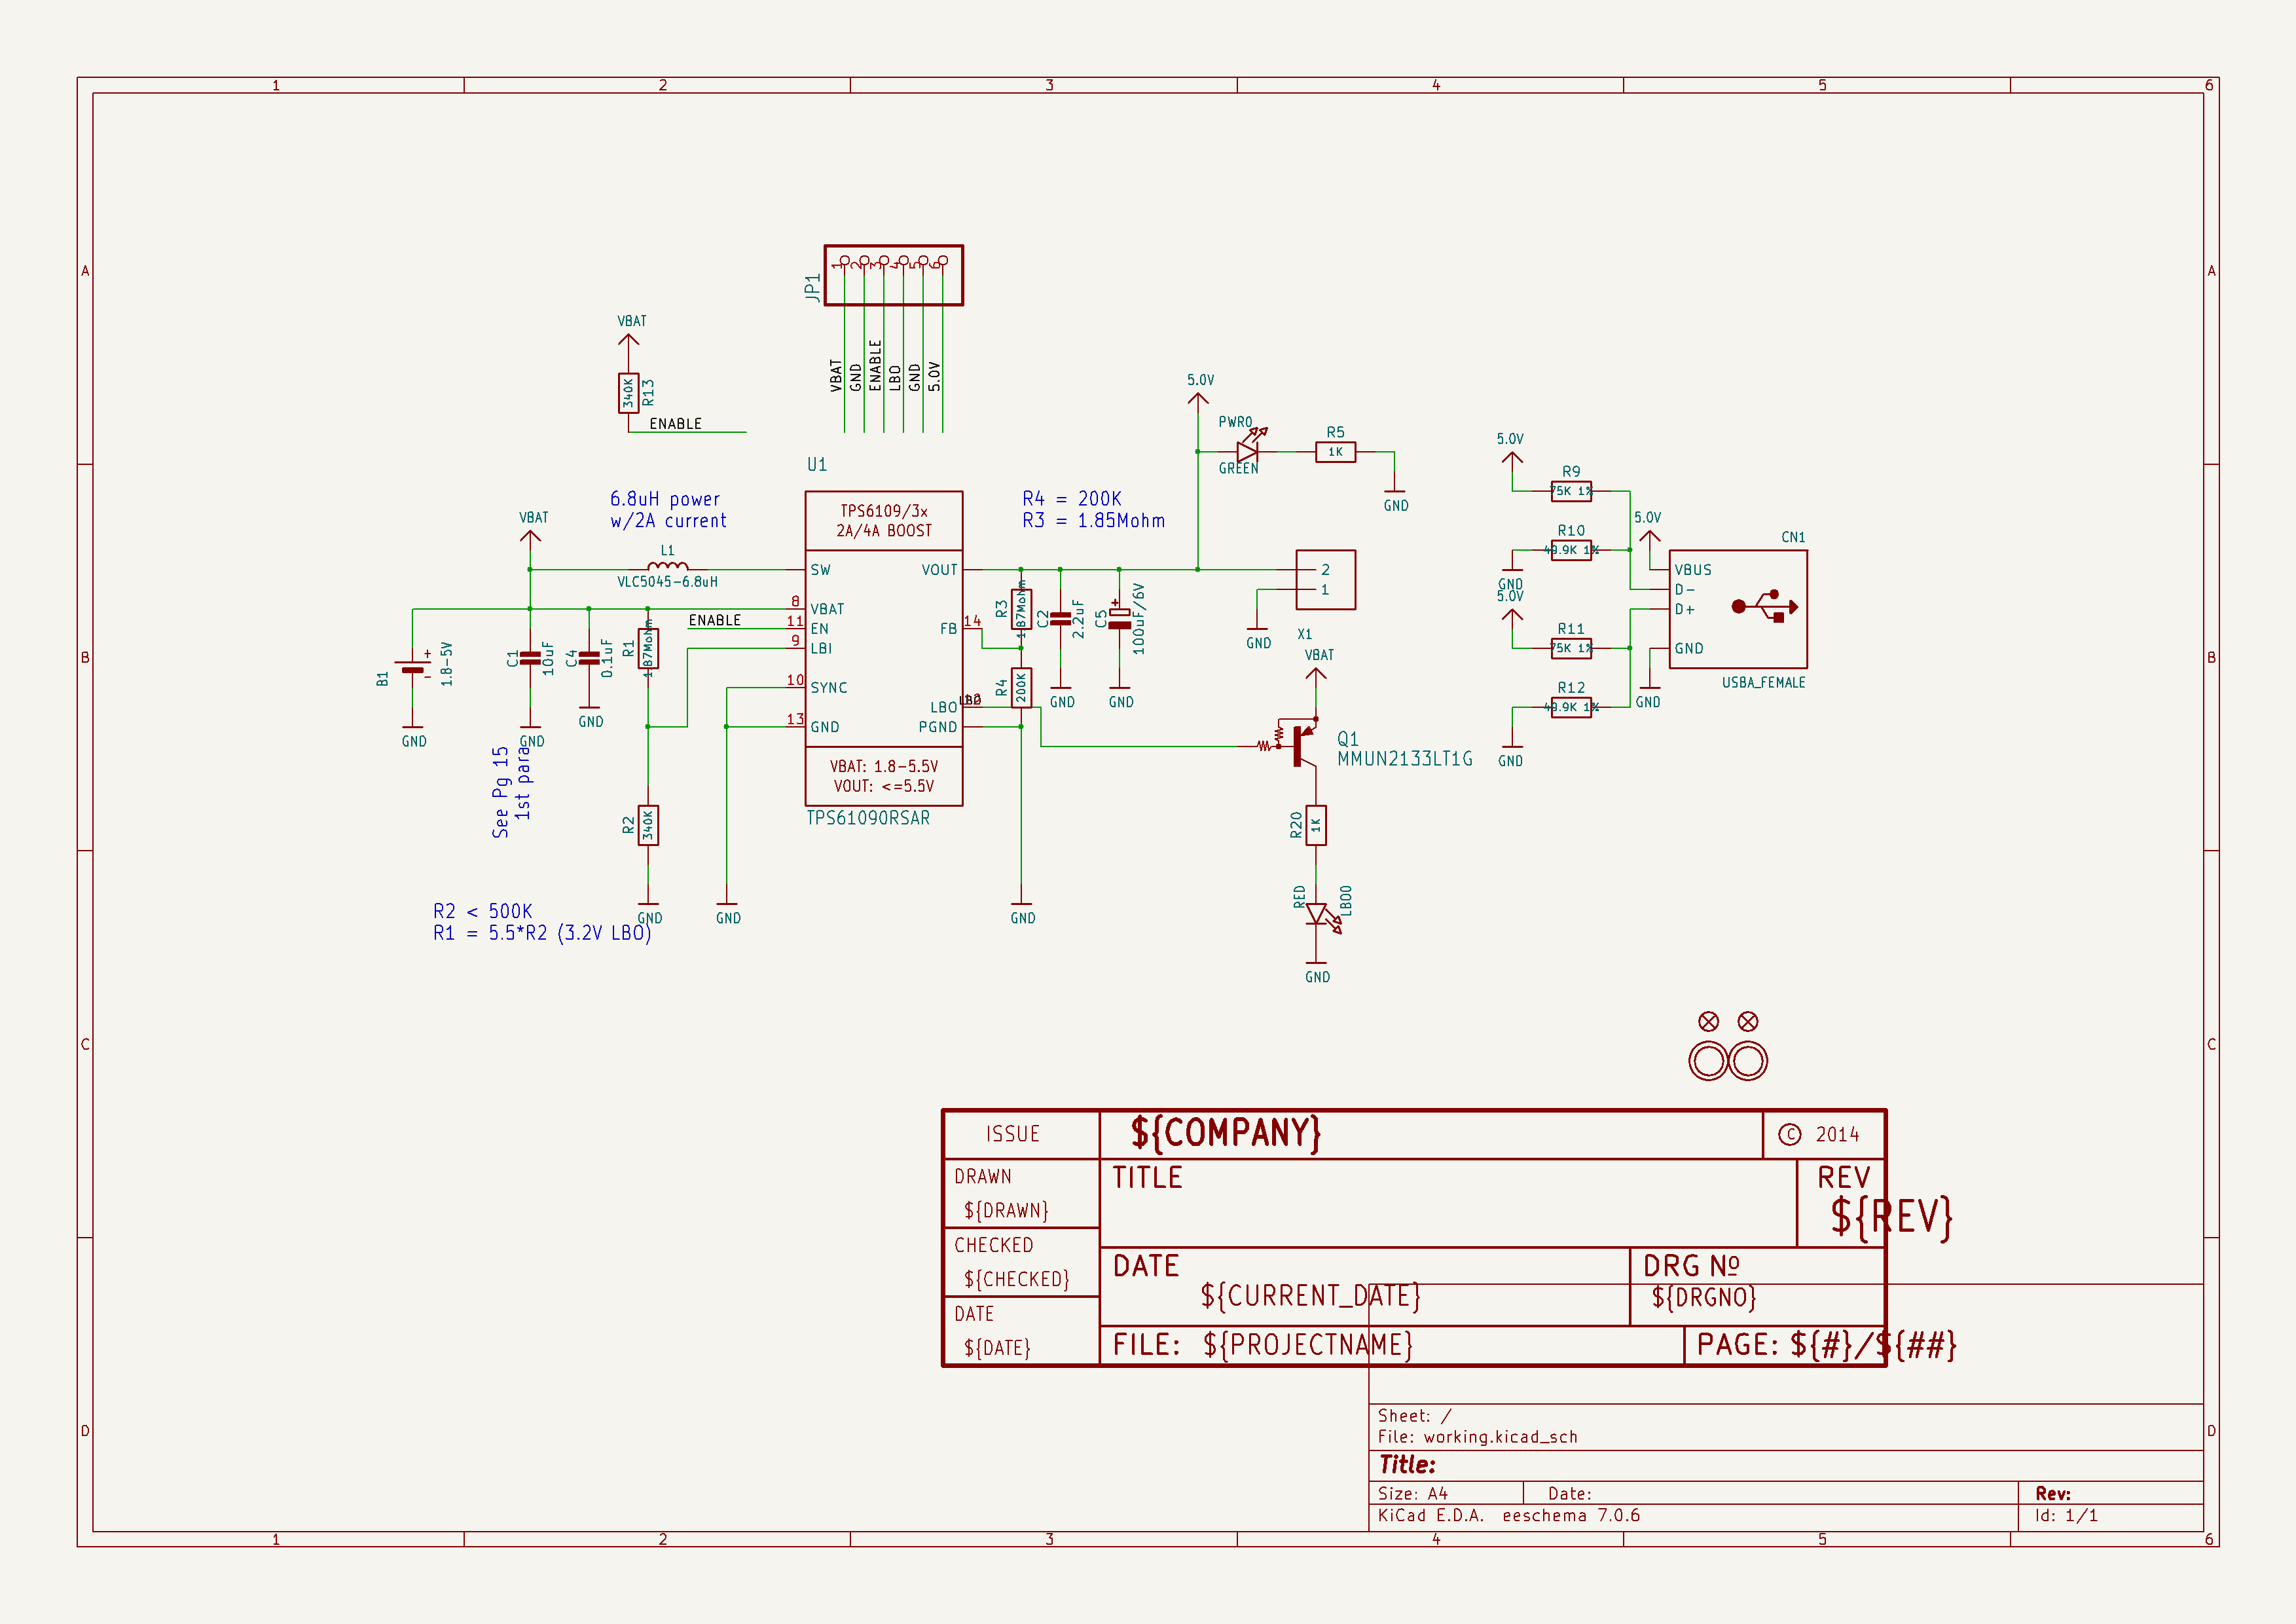 1 2 3 4 5 6
A A
B B
C C
D D
1 2 3 4 5 6
JP1
1 2 3 4 5 6
VBAT
GND
ENABLE
LBO
GND
5.0V
VBAT
340K
R13
ENABLE
U1
TPS6109/3x
2A/4A BOOST
SW
8 VBAT
11 EN
9 LBI
10 SYNC
13 GND
VOUT
FB 14
LBO
LBO
PGND
VBAT: 1.8-5.5V
VOUT: <=5.5V
TPS61090RSAR
6.8uH power
w/2A current
VBAT
L1
VLC5045-6.8uH
ENABLE
B1
+
-
1.8-5V
GND
C1
10uF
GND
C4
0.1uF
GND
R1
1.87Mohm
See Pg 15
1st para
R2
340K
GND
GND
R2 < 500K
R1 = 5.5*R2 (3.2V LBO)
R4 = 200K
R3 = 1.85Mohm
R3
1.87Mohm
R4
200K
GND
C2
2.2uF
GND
C5
+
100uF/6V
GND
5.0V
PWR0
GREEN
R5
1K
GND
2
1
X1
GND
VBAT
Q1
MMUN2133LT1G
R20
1K
RED
LBO0
GND
5.0V
R9
75K 1%
R10
49.9K 1%
GND
5.0V
R11
75K 1%
R12
49.9K 1%
GND
5.0V
CN1
VBUS
D-
D+
GND
USBA_FEMALE
GND
ISSUE
${COMPANY}
© 2014
DRAWN
${DRAWN}
TITLE
REV
${REV}
CHECKED
${CHECKED}
DATE
${CURRENT_DATE}
DRG Nº
${DRGNO}
DATE
${DATE}
FILE: ${PROJECTNAME}
PAGE: ${#}/${##}
Sheet: /
File: working.kicad_sch
Title:
Size: A4
Date:
Rev:
KiCad E.D.A. eeschema 7.0.6
Id: 1/1